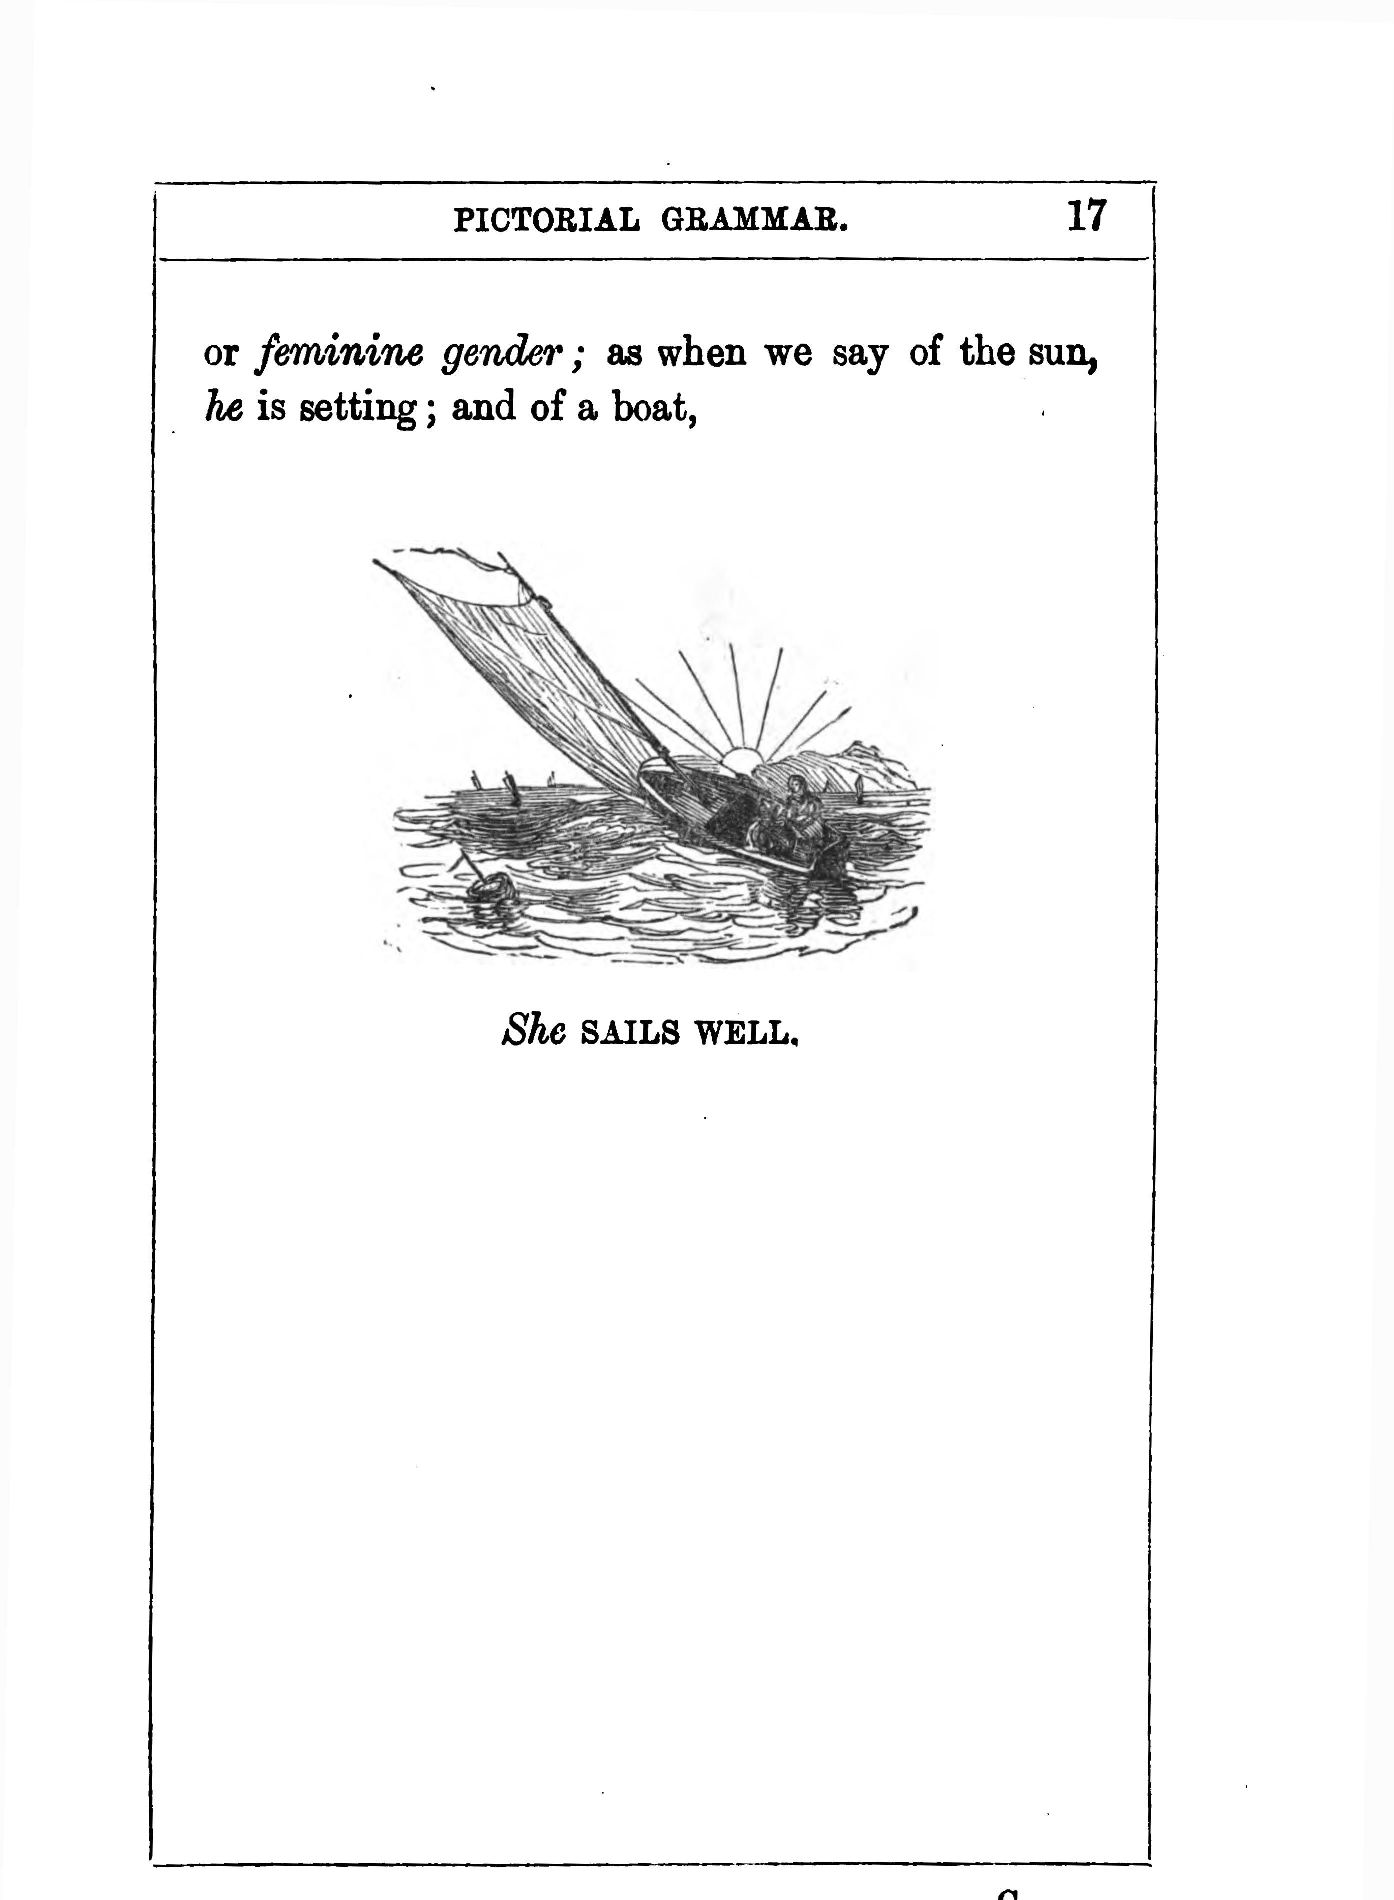 PICTORIAL GRAMMAR. 17
or feminine gender; as when we say of the sun,
he is setting; and of a boat,
She SAILS WELL.